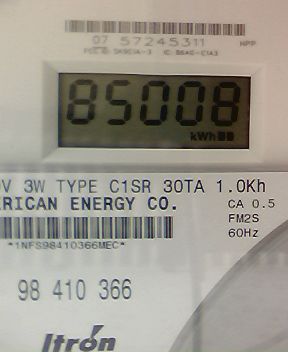 07 57245311 NPP
85008
kWh
V 3W TYPE C1SR 30TA 1.0Kh
RICAN ENERGY CO.
CA 0.5
FM2S
60Hz
*1NFS98410366MEC*
98 410 366
Itron